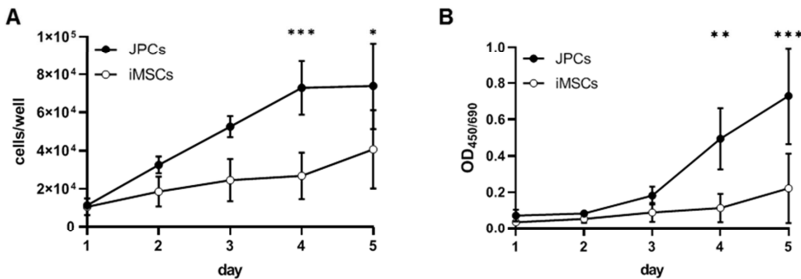 A
1×10⁵
8×10⁴
6×10⁴
4×10⁴
2×10⁴
0
cells/well
JPCs
iMSCs
***
*
1 2 3 4 5
day
B
1.0
0.8
0.6
0.4
0.2
0.0
OD450/690
JPCs
iMSCs
**
***
1 2 3 4 5
day